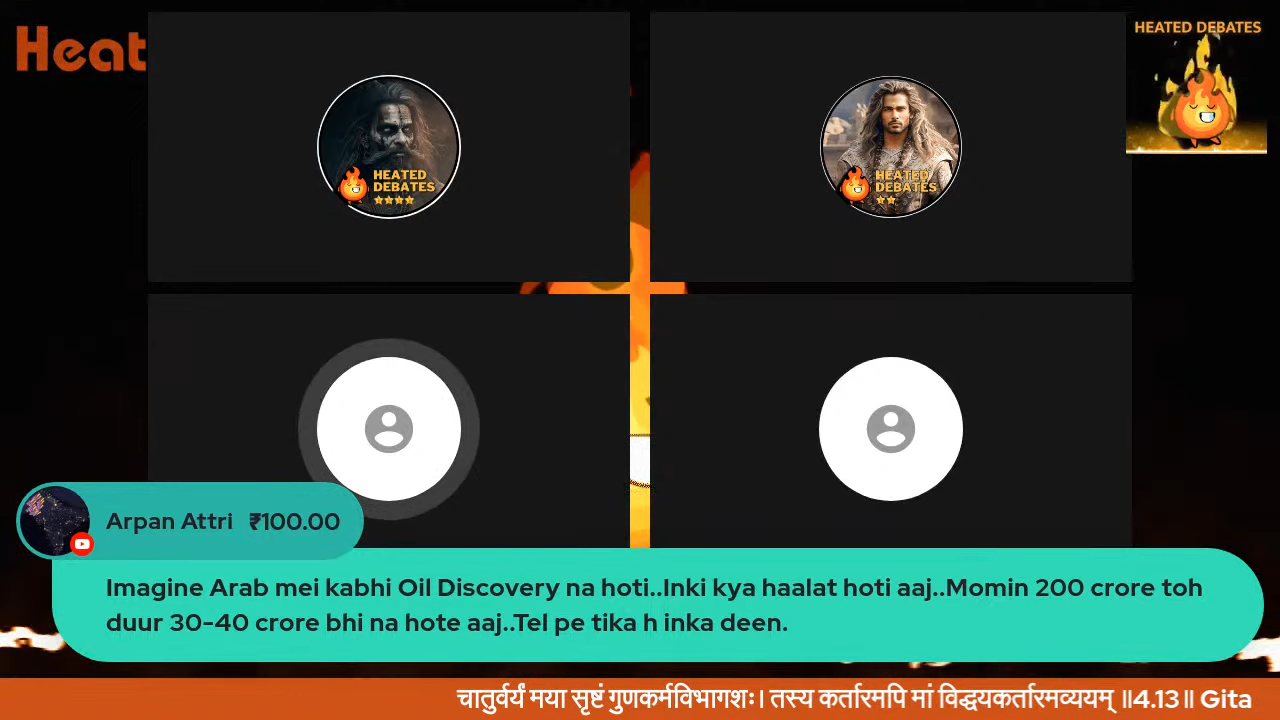 Heat
HEATED DEBATES
HEATED
DEBATES
HEATED
DEBATES
Arpan Attri ₹100.00
Imagine Arab mei kabhi Oil Discovery na hoti..Inki kya haalat hoti aaj..Momin 200 crore toh
duur 30-40 crore bhi na hote aaj..Tel pe tika h inka deen.
चातुर्वर्यं मया सृष्टं गुणकर्मविभागशः। तस्य कर्तारमपि मां विद्धयकर्तारमव्ययम् ॥4.13॥ Gita